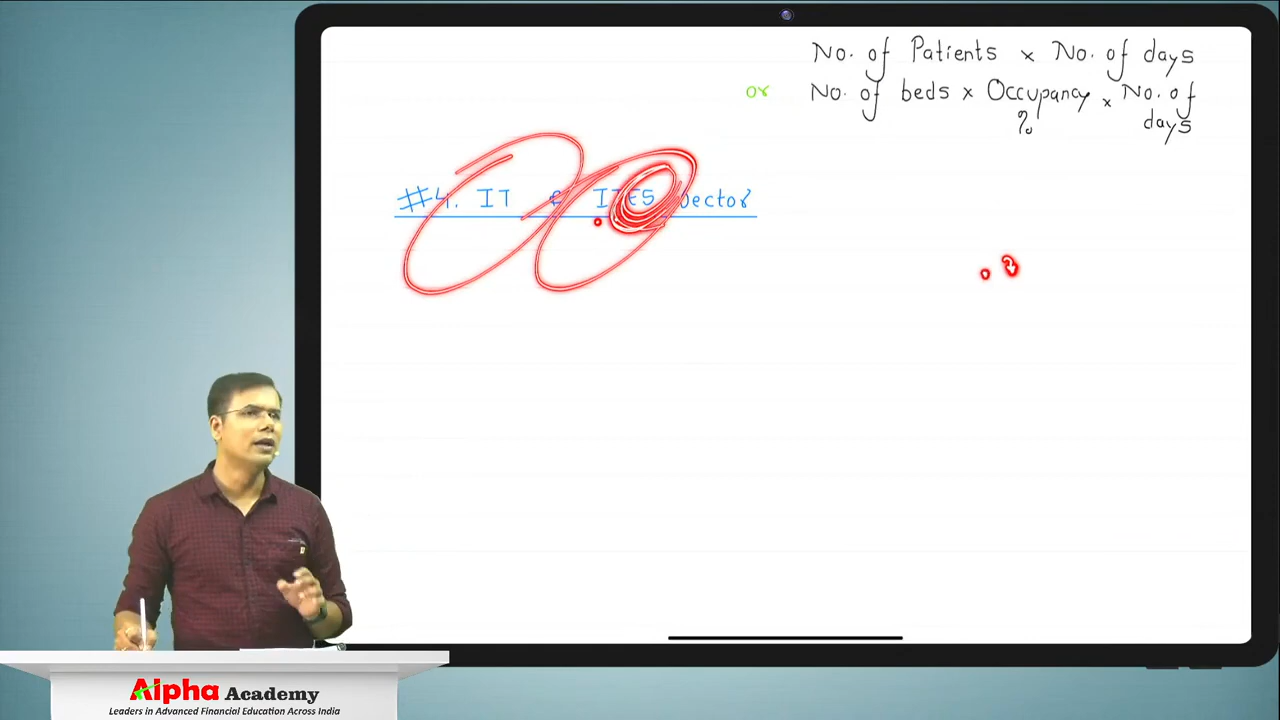 No. of Patients × No. of days
or No. of beds × Occupancy % × No. of days
#4. IT & ITES Sector
Alpha Academy
Leaders in Advanced Financial Education Across India